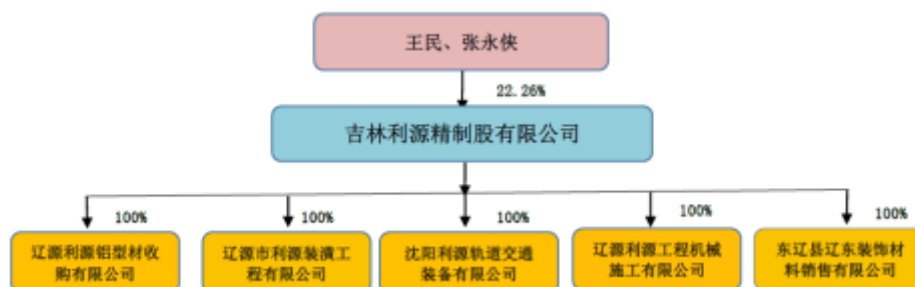 王民、张永侠
22.26%
吉林利源精制股有限公司
100%
100%
100%
100%
100%
辽源利源铝型材收
购有限公司
辽源市利源装潢工
程有限公司
沈阳利源轨道交通
装备有限公司
辽源利源工程机械
施工有限公司
东辽县辽东装饰材
料销售有限公司